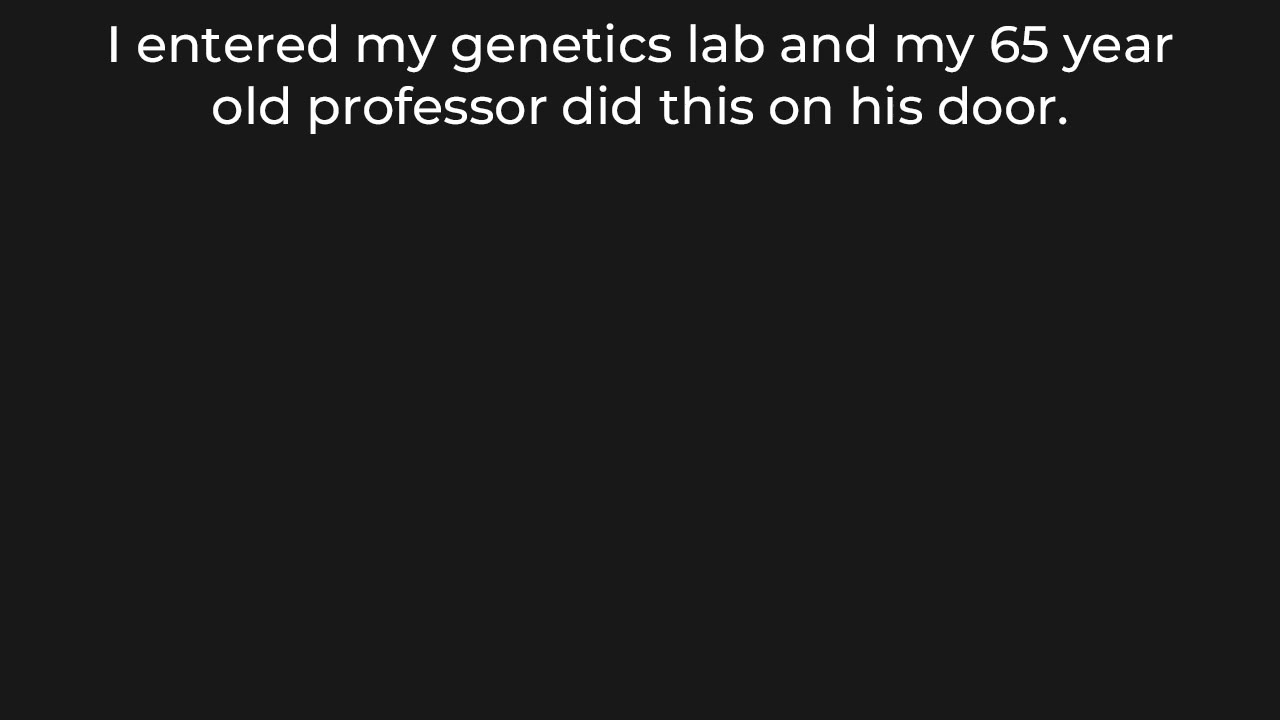 I entered my genetics lab and my 65 year
old professor did this on his door.